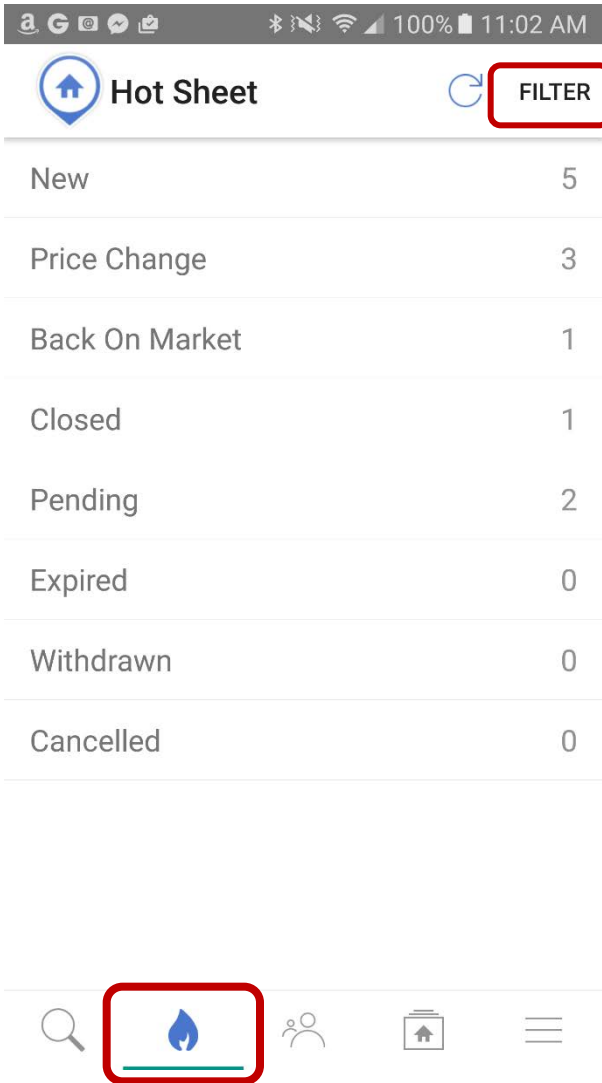 a G @ 100% 11:02 AM
Hot Sheet FILTER
New 5
Price Change 3
Back On Market 1
Closed 1
Pending 2
Expired 0
Withdrawn 0
Cancelled 0